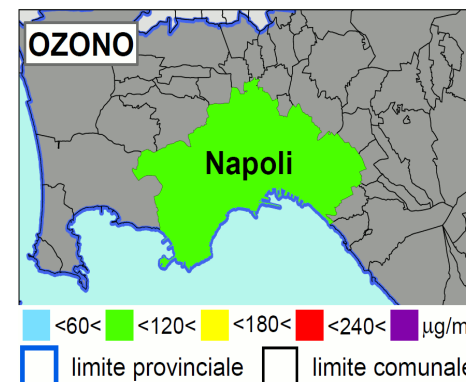 OZONO
Napoli
<60< <120< <180< <240< µg/m
limite provinciale limite comunale